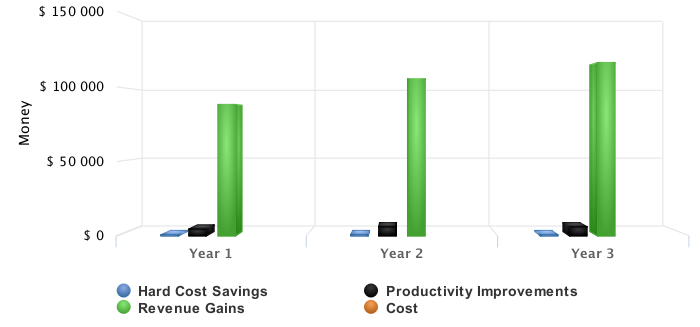 $ 150 000
$ 100 000
$ 50 000
$ 0
Money
Year 1
Year 2
Year 3
Hard Cost Savings
Productivity Improvements
Revenue Gains
Cost